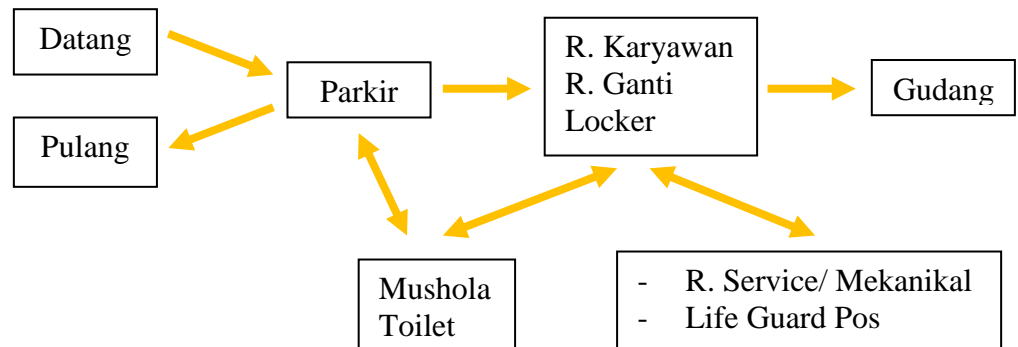 Datang
Pulang
Parkir
R. Karyawan
R. Ganti
Locker
Gudang
Mushola
Toilet
- R. Service/ Mekanikal
- Life Guard Pos